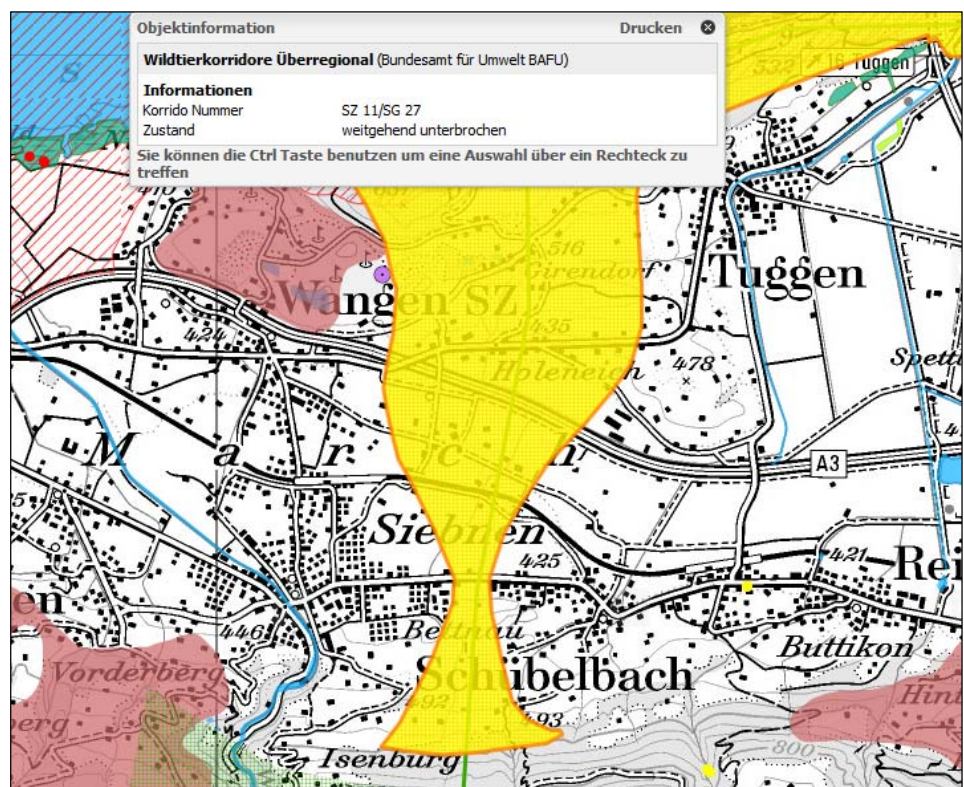 Objektinformation Drucken
Wildtierkorridore Überregional (Bundesamt für Umwelt BAFU)
Informationen
Korrido Nummer SZ 11/SG 27
Zustand weitgehend unterbrochen
Sie können die Ctrl Taste benutzen um eine Auswahl über ein Rechteck zu
treffen
532 16 Tuggen
516
Girendorf
Tuggen
Wangen SZ
424
435
Holeneich
478
March
A3
Siebnen
425
421
446
Bettnau
Buttikon
Vorderberg
Schübelbach
492
493
Isenburg
800